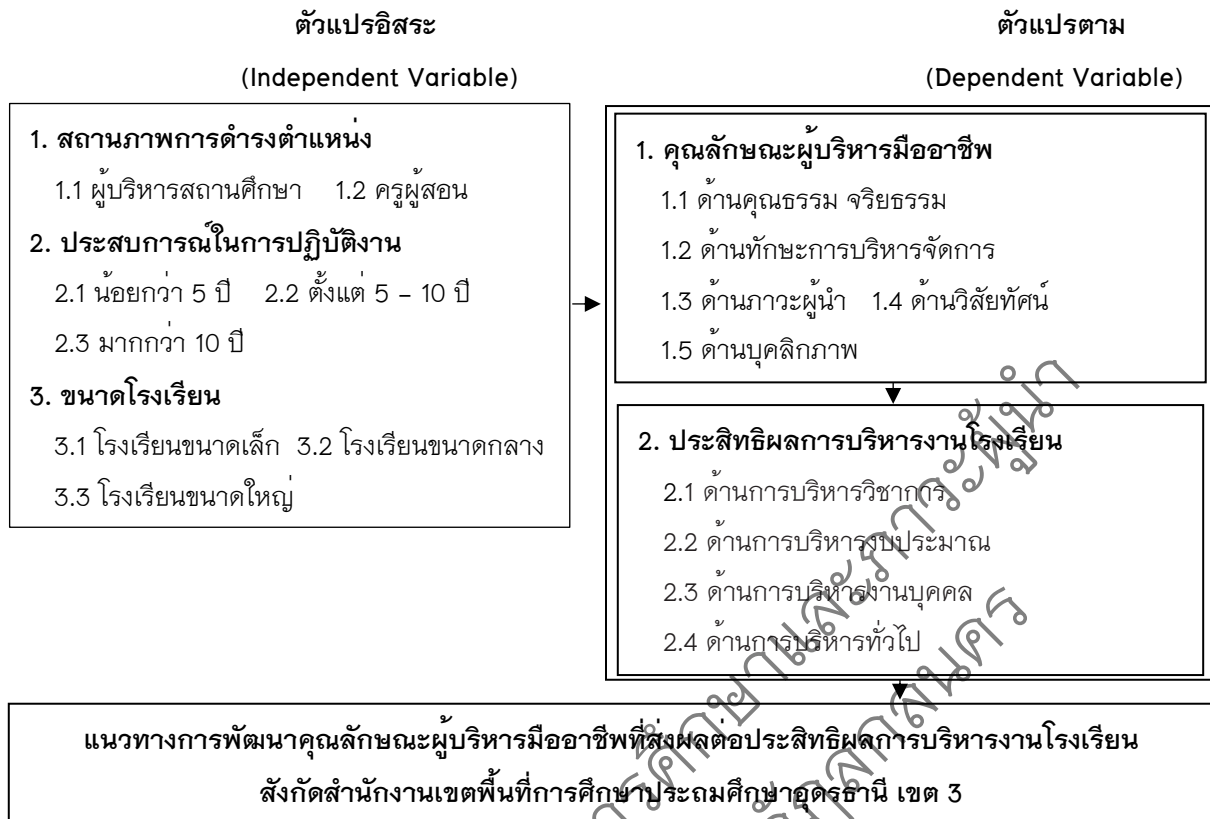 ตัวแปรอิสระ
(Independent Variable)
1. สถานภาพการดำรงตำแหน่ง
1.1 ผู้บริหารสถานศึกษา 1.2 ครูผู้สอน
2. ประสบการณ์ในการปฏิบัติงาน
2.1 น้อยกว่า 5 ปี 2.2 ตั้งแต่ 5 – 10 ปี
2.3 มากกว่า 10 ปี
3. ขนาดโรงเรียน
3.1 โรงเรียนขนาดเล็ก 3.2 โรงเรียนขนาดกลาง
3.3 โรงเรียนขนาดใหญ่
ตัวแปรตาม
(Dependent Variable)
1. คุณลักษณะผู้บริหารมืออาชีพ
1.1 ด้านคุณธรรม จริยธรรม
1.2 ด้านทักษะการบริหารจัดการ
1.3 ด้านภาวะผู้นำ 1.4 ด้านวิสัยทัศน์
1.5 ด้านบุคลิกภาพ
2. ประสิทธิผลการบริหารงานโรงเรียน
2.1 ด้านการบริหารวิชาการ
2.2 ด้านการบริหารงบประมาณ
2.3 ด้านการบริหารงานบุคคล
2.4 ด้านการบริหารทั่วไป
แนวทางการพัฒนาคุณลักษณะผู้บริหารมืออาชีพที่ส่งผลต่อประสิทธิผลการบริหารงานโรงเรียน
สังกัดสำนักงานเขตพื้นที่การศึกษาประถมศึกษาอุดรธานี เขต 3
การศึกษาและภาวะผู้นำ